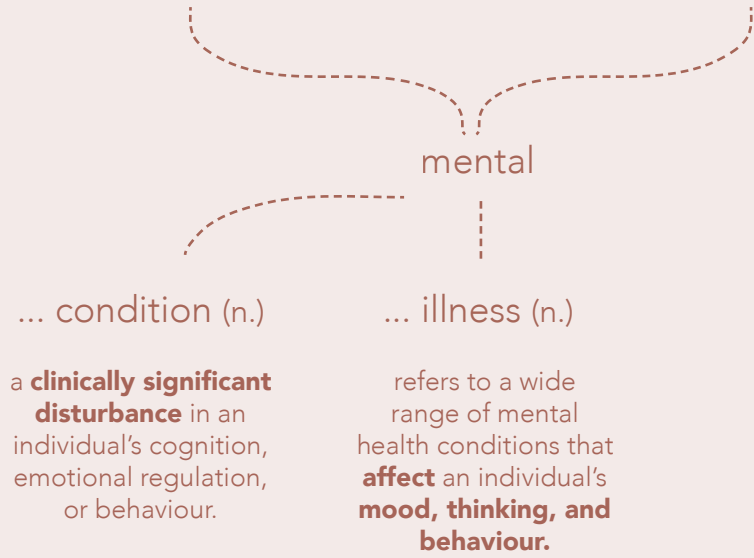 mental
... condition (n.)
a clinically significant
disturbance in an
individual's cognition,
emotional regulation,
or behaviour.
... illness (n.)
refers to a wide
range of mental
health conditions that
affect an individual's
mood, thinking, and
behaviour.